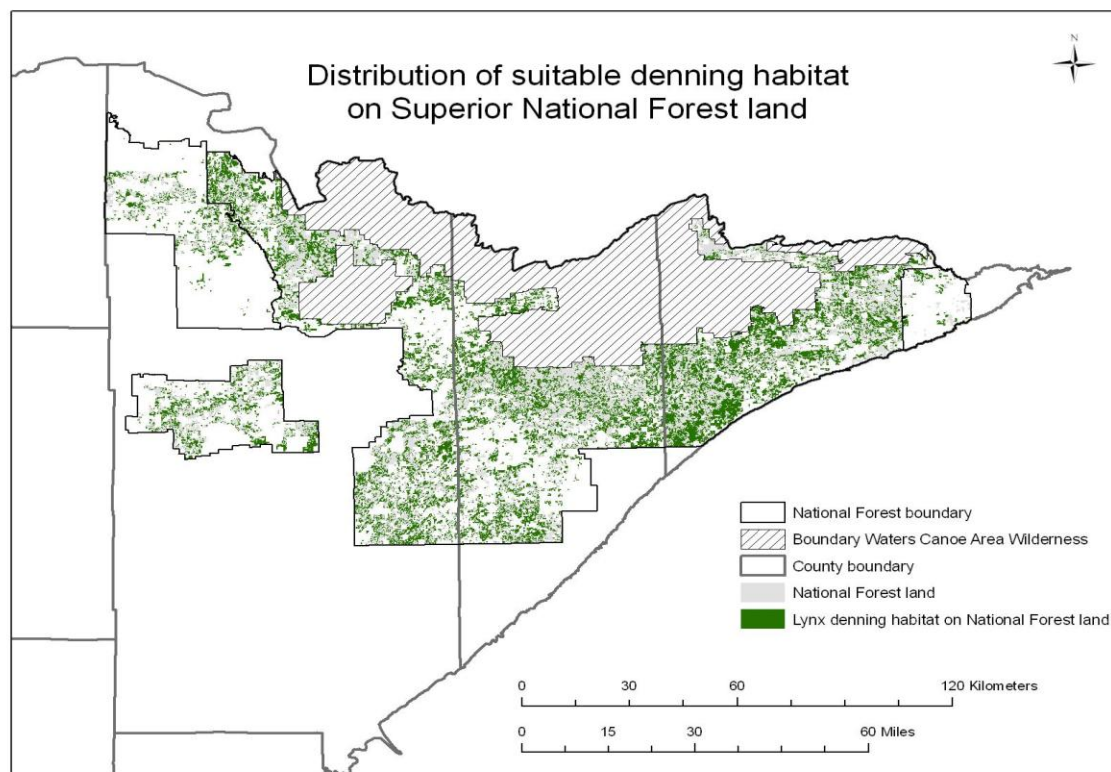 N
Distribution of suitable denning habitat
on Superior National Forest land
National Forest boundary
Boundary Waters Canoe Area Wilderness
County boundary
National Forest land
Lynx denning habitat on National Forest land
0 30 60 120 Kilometers
0 15 30 60 Miles